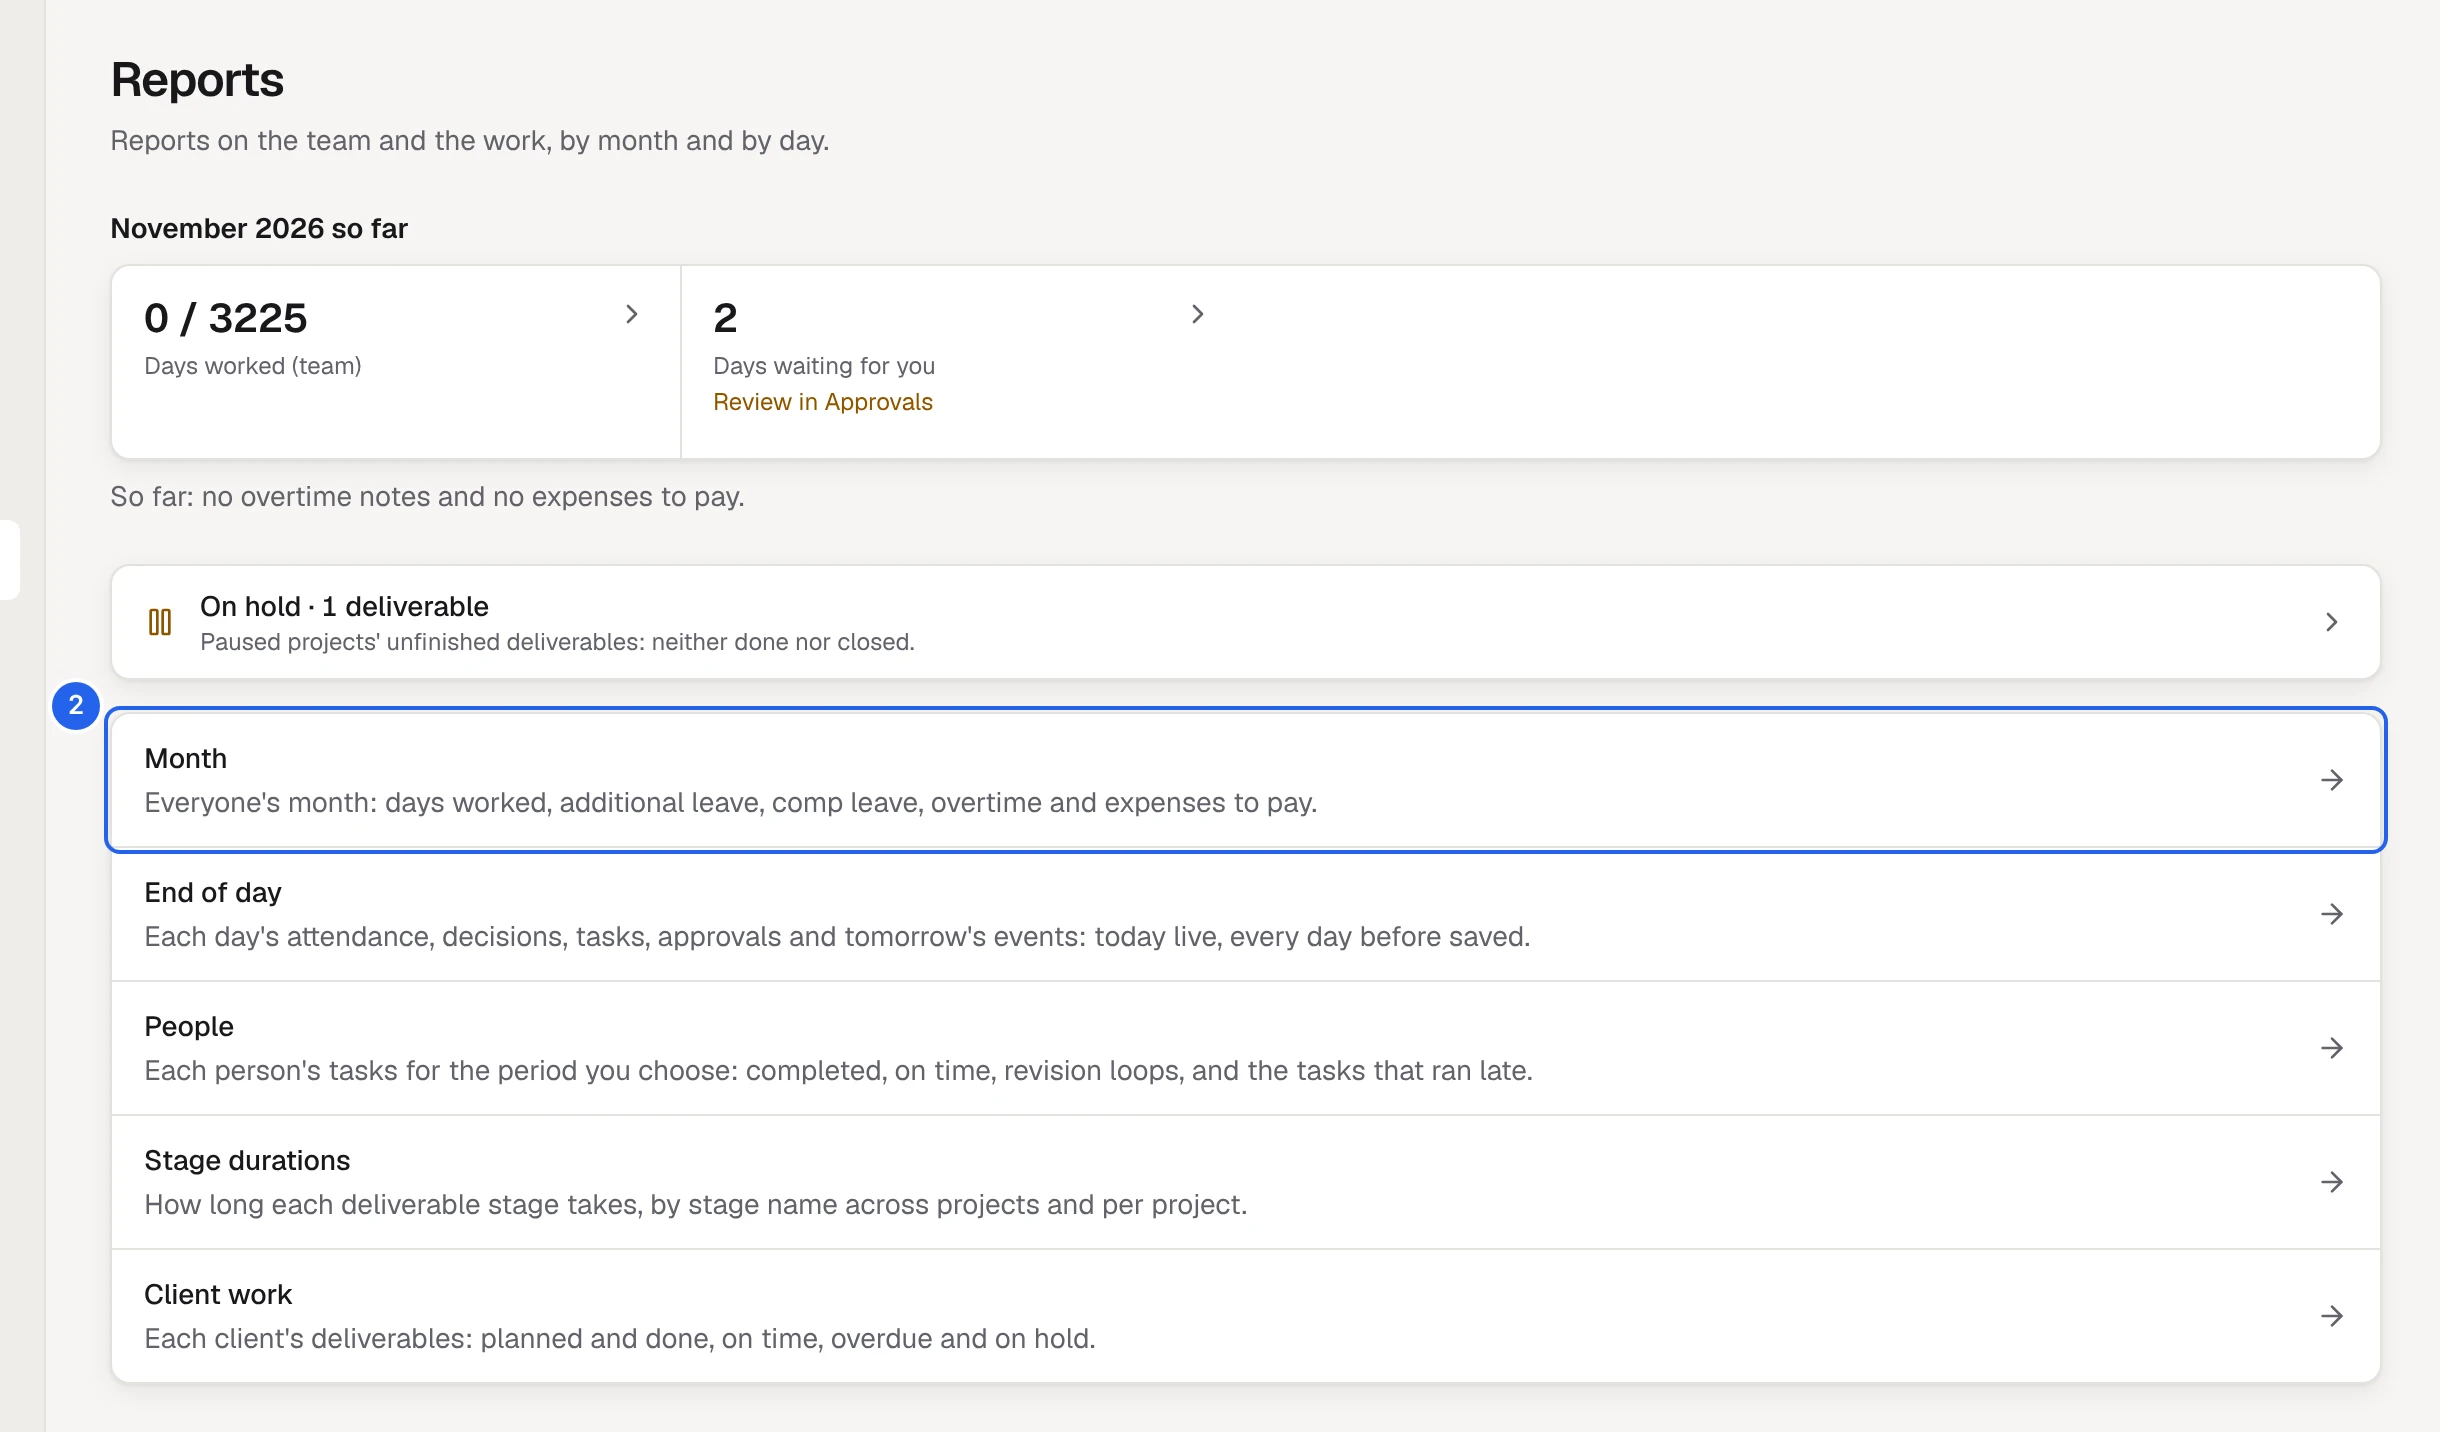 Reports
Reports on the team and the work, by month and by day.
November 2026 so far
0 / 3225
Days worked (team)
2
Days waiting for you
Review in Approvals
So far: no overtime notes and no expenses to pay.
On hold · 1 deliverable
Paused projects' unfinished deliverables: neither done nor closed.
2
Month
Everyone's month: days worked, additional leave, comp leave, overtime and expenses to pay.
End of day
Each day's attendance, decisions, tasks, approvals and tomorrow's events: today live, every day before saved.
People
Each person's tasks for the period you choose: completed, on time, revision loops, and the tasks that ran late.
Stage durations
How long each deliverable stage takes, by stage name across projects and per project.
Client work
Each client's deliverables: planned and done, on time, overdue and on hold.